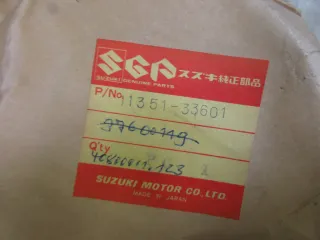 SGP スズキ純正部品
SUZUKI GENUINE PARTS
P/No. 11351-33601
Q'ty
SUZUKI MOTOR CO., LTD.
MADE IN JAPAN